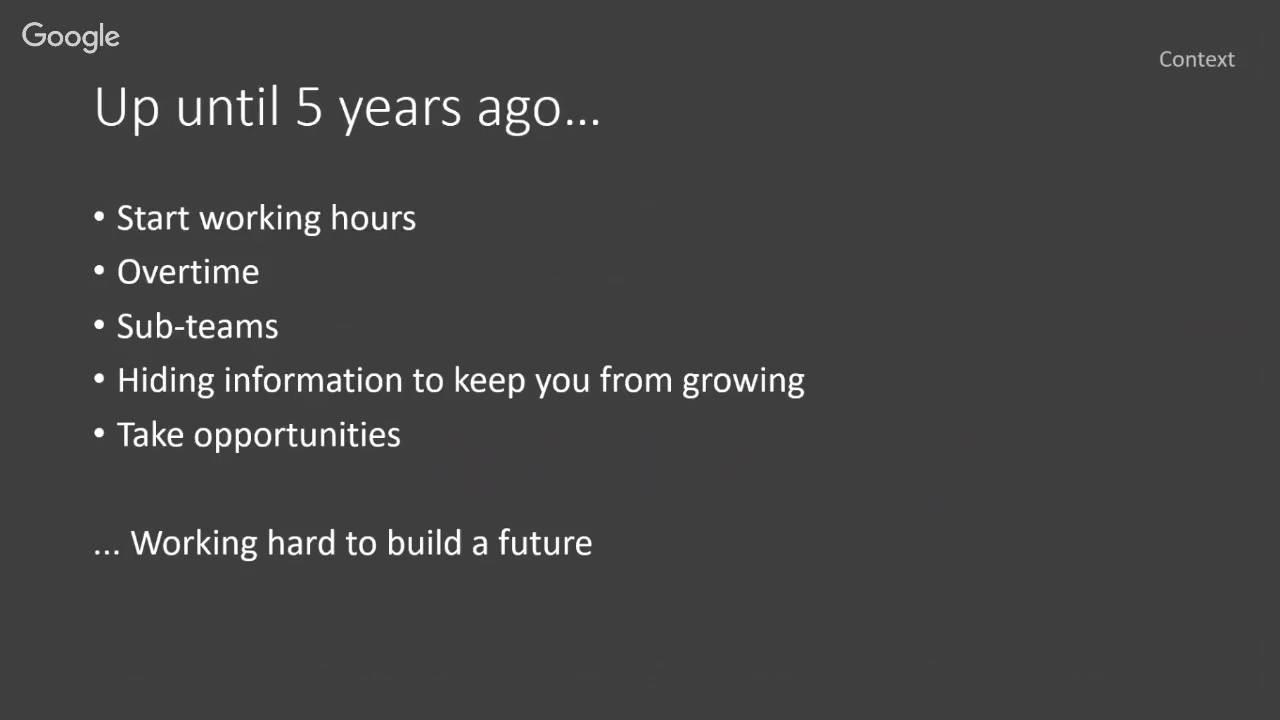 Google
Context
Up until 5 years ago...
• Start working hours
• Overtime
• Sub-teams
• Hiding information to keep you from growing
• Take opportunities
... Working hard to build a future